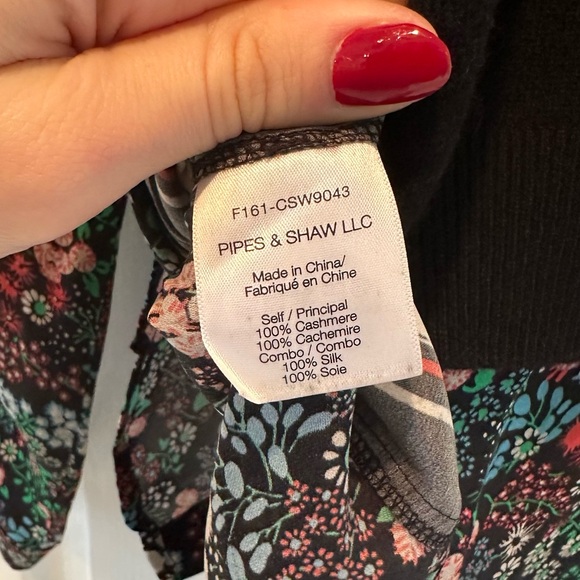 F161-CSW9043
PIPES & SHAW LLC
Made in China/
Fabriqué en Chine
Self / Principal
100% Cashmere
100% Cachemire
Combo / Combo
100% Silk
100% Soie